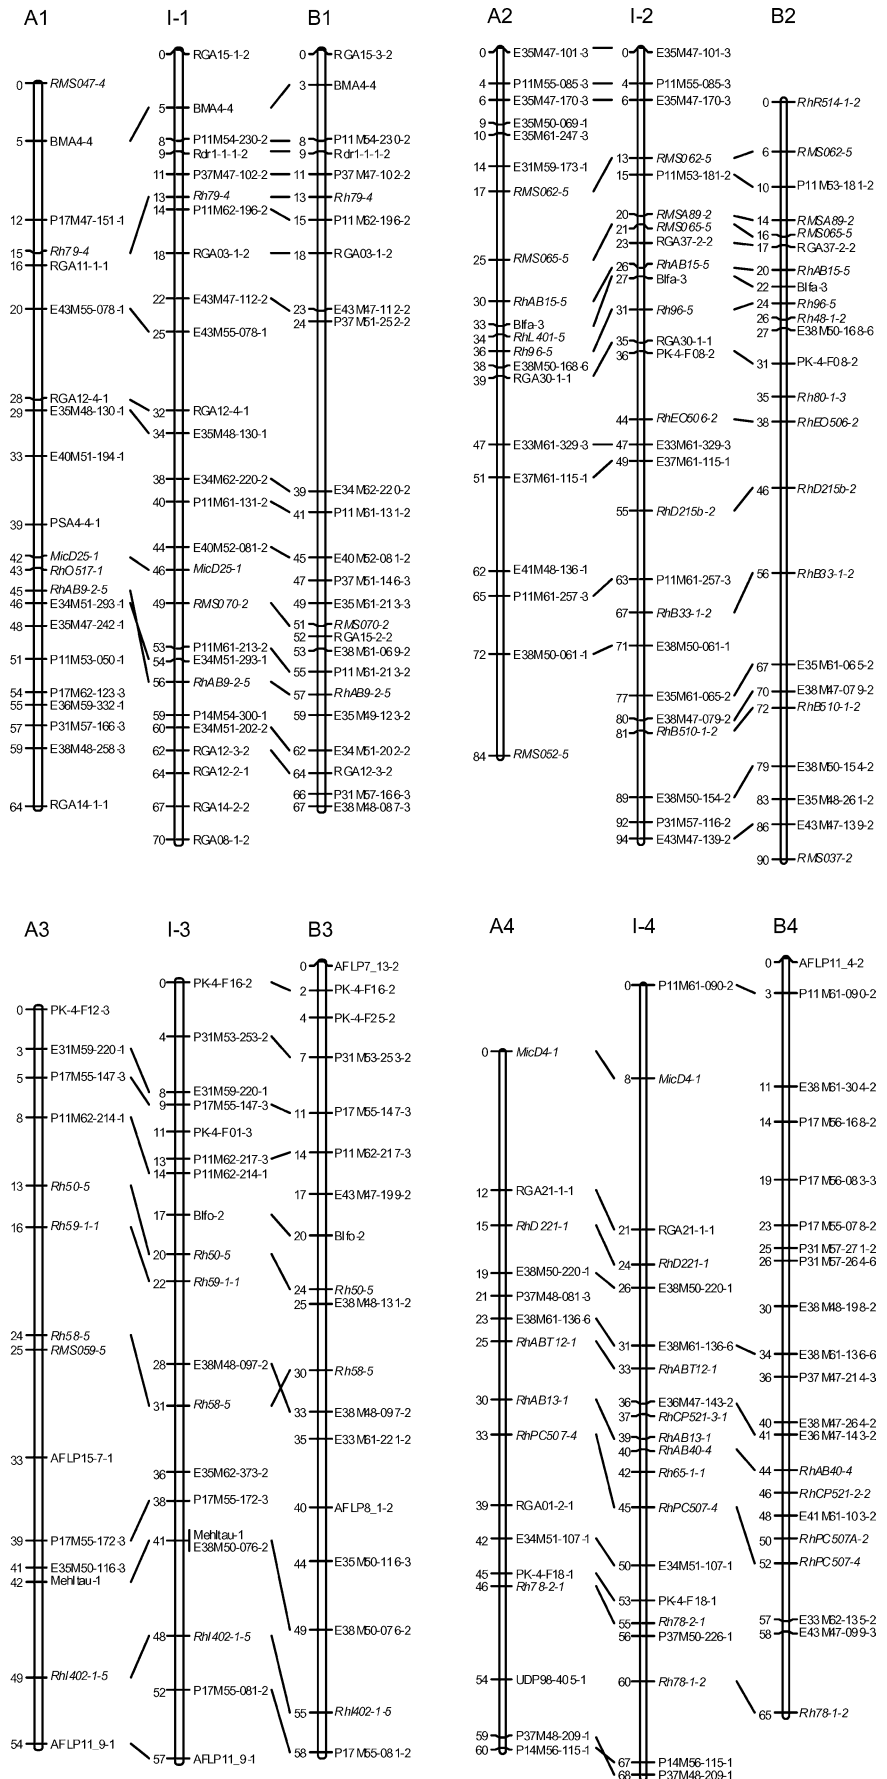 A1
0 RMS047-4
5 BMA4-4
12 P17M47-151-1
15 Rh79-4
16 RGA11-1-1
20 E43M55-078-1
28 RGA12-4-1
29 E35M48-130-1
33 E40M51-194-1
39 PSA4-4-1
42 MicD25-1
43 RhO517-1
45 RhAB9-2-5
46 E34M51-293-1
48 E35M47-242-1
51 P11M53-050-1
54 P17M62-123-3
55 E36M59-332-1
57 P31M57-166-3
59 E38M48-258-3
64 RGA14-1-1
I-1
0 RGA15-1-2
5 BMA4-4
8 P11M54-230-2
9 Rdr1-1-1-2
11 P37M47-102-2
13 Rh79-4
14 P11M62-196-2
18 RGA03-1-2
22 E43M47-112-2
25 E43M55-078-1
32 RGA12-4-1
34 E35M48-130-1
38 E34M62-220-2
40 P11M61-131-2
44 E40M52-081-2
46 MicD25-1
49 RMS070-2
53 P11M61-213-2
54 E34M51-293-1
56 RhAB9-2-5
59 P14M54-300-1
60 E34M51-202-2
62 RGA12-3-2
64 RGA12-2-1
67 RGA14-2-2
70 RGA08-1-2
B1
0 RGA15-3-2
3 BMA4-4
8 P11M54-230-2
9 Rdr1-1-1-2
11 P37M47-102-2
13 Rh79-4
15 P11M62-196-2
18 RGA03-1-2
23 E43M47-112-2
24 P37M51-252-2
39 E34M62-220-2
41 P11M61-131-2
45 E40M52-081-2
47 P37M51-146-3
49 E35M61-213-3
51 RMS070-2
52 RGA15-2-2
53 E38M61-069-2
55 P11M61-213-2
57 RhAB9-2-5
59 E35M49-123-2
62 E34M51-202-2
64 RGA12-3-2
66 P31M57-166-3
67 E38M48-087-3
A2
0 E35M47-101-3
4 P11M55-085-3
6 E35M47-170-3
9 E35M50-069-1
10 E35M61-247-3
14 E31M59-173-1
17 RMS062-5
25 RMS065-5
30 RhAB15-5
33 Blfa-3
34 RhL401-5
36 Rh96-5
38 E38M50-168-6
39 RGA30-1-1
47 E33M61-329-3
51 E37M61-115-1
62 E41M48-136-1
65 P11M61-257-3
72 E38M50-061-1
84 RMS052-5
I-2
0 E35M47-101-3
4 P11M55-085-3
6 E35M47-170-3
13 RMS062-5
15 P11M53-181-2
20 RMSA89-2
21 RMS065-5
23 RGA37-2-2
26 RhAB15-5
27 Blfa-3
31 Rh96-5
35 RGA30-1-1
36 PK-4-F08-2
44 RhEO506-2
47 E33M61-329-3
49 E37M61-115-1
55 RhD215b-2
63 P11M61-257-3
67 RhB33-1-2
71 E38M50-061-1
77 E35M61-065-2
80 E38M47-079-2
81 RhB510-1-2
89 E38M50-154-2
92 P31M57-116-2
94 E43M47-139-2
B2
0 RhR514-1-2
6 RMS062-5
10 P11M53-181-2
14 RMSA89-2
16 RMS065-5
17 RGA37-2-2
20 RhAB15-5
22 Blfa-3
24 Rh96-5
26 Rh48-1-2
27 E38M50-168-6
31 PK-4-F08-2
35 Rh80-1-3
38 RhEO506-2
46 RhD215b-2
56 RhB33-1-2
67 E35M61-065-2
70 E38M47-079-2
72 RhB510-1-2
79 E38M50-154-2
83 E35M48-261-2
86 E43M47-139-2
90 RMS037-2
A3
0 PK-4-F12-3
3 E31M59-220-1
5 P17M55-147-3
8 P11M62-214-1
13 Rh50-5
16 Rh59-1-1
24 Rh58-5
25 RMS059-5
33 AFLP15-7-1
39 P17M55-172-3
41 E35M50-116-3
42 Mehltau-1
49 RhI402-1-5
54 AFLP11_9-1
I-3
0 PK-4-F16-2
4 P31M53-253-2
8 E31M59-220-1
9 P17M55-147-3
11 PK-4-F01-3
13 P11M62-217-3
14 P11M62-214-1
17 Blfo-2
20 Rh50-5
22 Rh59-1-1
28 E38M48-097-2
31 Rh58-5
36 E35M62-373-2
38 P17M55-172-3
41 Mehltau-1
E38M50-076-2
48 RhI402-1-5
52 P17M55-081-2
57 AFLP11_9-1
B3
0 AFLP7_13-2
2 PK-4-F16-2
4 PK-4-F25-2
7 P31M53-253-2
11 P17M55-147-3
14 P11M62-217-3
17 E43M47-199-2
20 Blfo-2
24 Rh50-5
25 E38M48-131-2
30 Rh58-5
33 E38M48-097-2
35 E33M61-221-2
40 AFLP8_1-2
44 E35M50-116-3
49 E38M50-076-2
55 RhI402-1-5
58 P17M55-081-2
A4
0 MicD4-1
12 RGA21-1-1
15 RhD221-1
19 E38M50-220-1
21 P37M48-081-3
23 E38M61-136-6
25 RhABT12-1
30 RhAB13-1
33 RhPC507-4
39 RGA01-2-1
42 E34M51-107-1
45 PK-4-F18-1
46 Rh78-2-1
54 UDP98-405-1
59 P37M48-209-1
60 P14M56-115-1
I-4
0 P11M61-090-2
8 MicD4-1
21 RGA21-1-1
24 RhD221-1
26 E38M50-220-1
31 E38M61-136-6
33 RhABT12-1
36 E36M47-143-2
37 RhCP521-3-1
39 RhAB13-1
40 RhAB40-4
42 Rh65-1-1
45 RhPC507-4
50 E34M51-107-1
53 PK-4-F18-1
55 Rh78-2-1
56 P37M50-226-1
60 Rh78-1-2
67 P14M56-115-1
68 P37M48-209-1
B4
0 AFLP11_4-2
3 P11M61-090-2
11 E38M61-304-2
14 P17M56-168-2
19 P17M56-083-3
23 P17M55-078-2
25 P31M57-271-2
26 P31M57-264-6
30 E38M48-198-2
34 E38M61-136-6
36 P37M47-214-3
40 E38M47-264-2
41 E36M47-143-2
44 RhAB40-4
46 RhCP521-2-2
48 E41M61-103-2
50 RhPC507A-2
52 RhPC507-4
57 E33M62-135-2
58 E43M47-099-3
65 Rh78-1-2